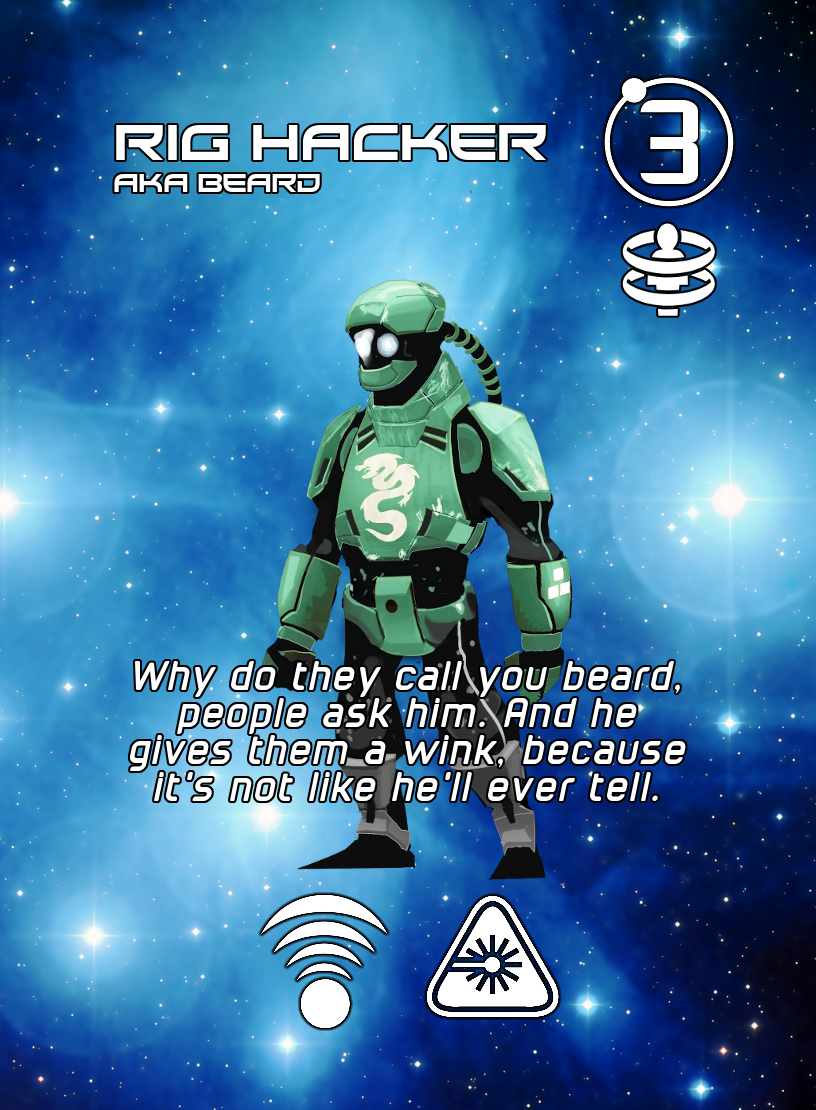 RIG HACKER
3
AKA BEARD
Why do they call you beard,
people ask him. And he
gives them a wink, because
it's not like he'll ever tell.